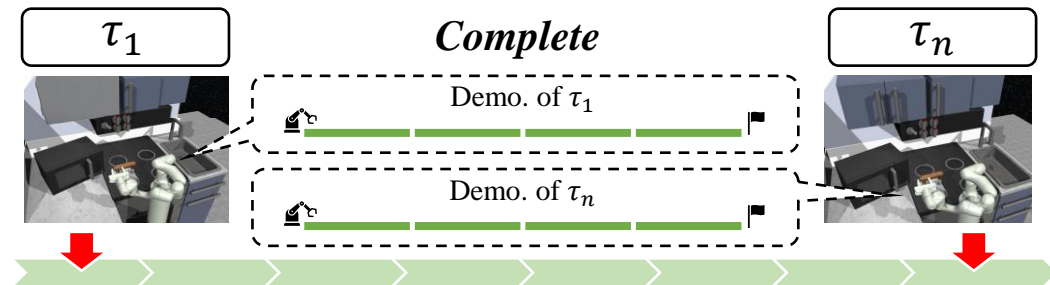 τ₁
Complete
τₙ
Demo. of τ₁
Demo. of τₙ